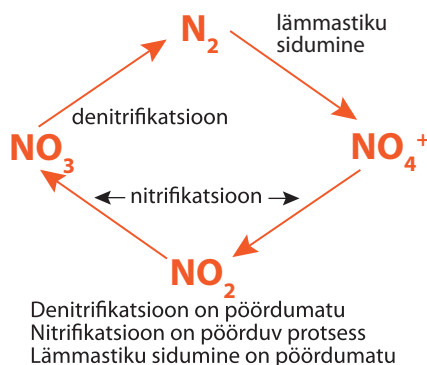 N₂
lämmastiku
sidumine
denitrifikatsioon
NO₃
NO₄⁺
nitrifikatsioon
NO₂
Denitrifikatsioon on pöördumatu
Nitrifikatsioon on pöörduv protsess
Lämmastiku sidumine on pöördumatu